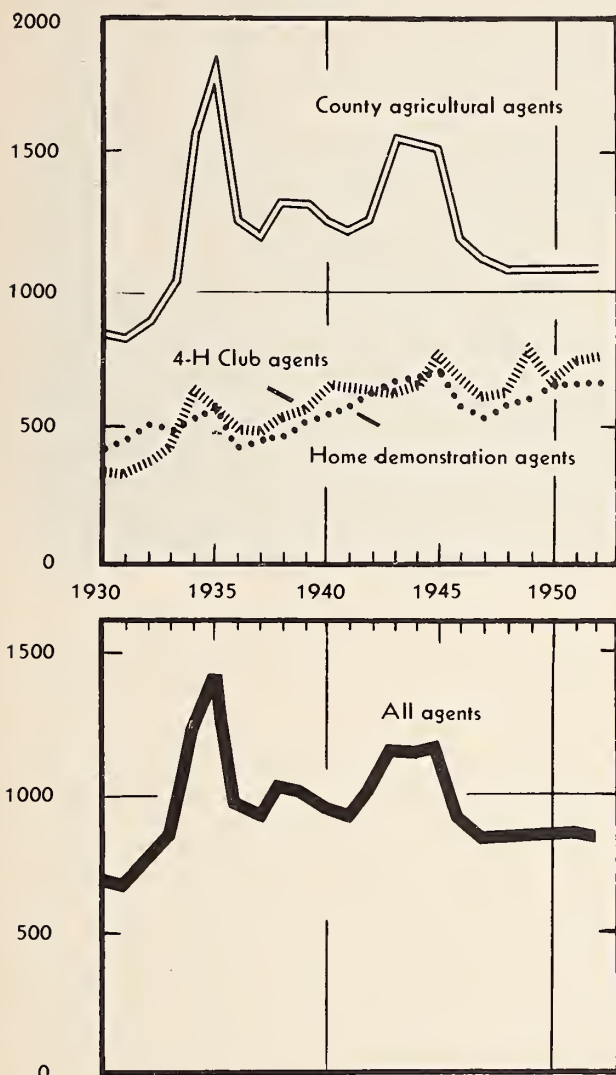 2000
County agricultural agents
1500
1000
4-H Club agents
500
Home demonstration agents
0
1930 1935 1940 1945 1950
1500
All agents
1000
500
0